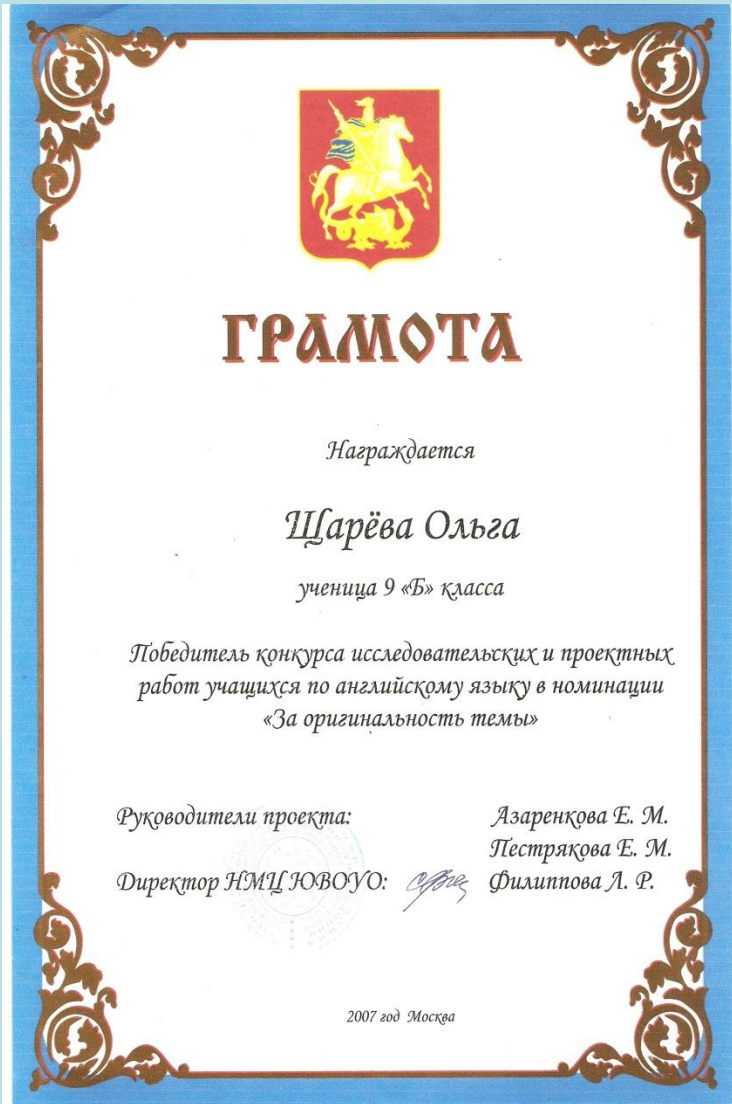 ГРАМОТА
Награждается
Щарёва Ольга
ученица 9 «Б» класса
Победитель конкурса исследовательских и проектных
работ учащихся по английскому языку в номинации
«За оригинальность темы»
Руководители проекта: Азаренкова Е. М.
Пестрякова Е. М.
Директор НМЦ ЮВОУО: Филиппова Л. Р.
2007 год Москва